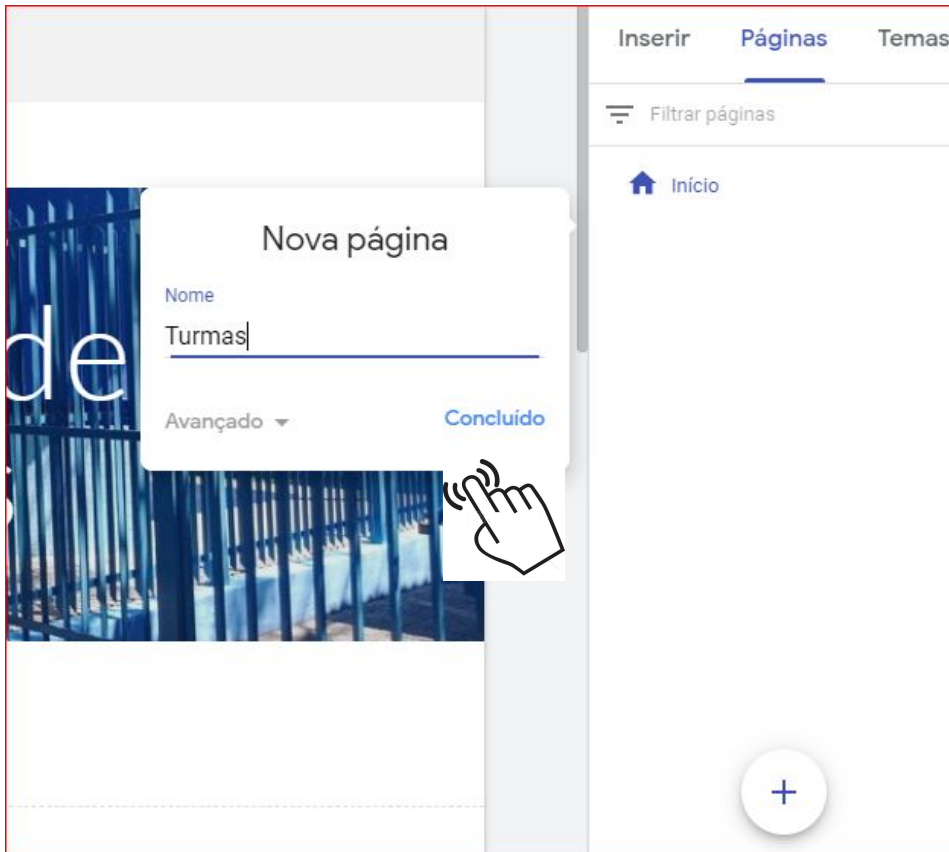 Inserir Páginas Temas
Filtrar páginas
Início
Nova página
Nome
Turmas
Avançado
Concluído
de